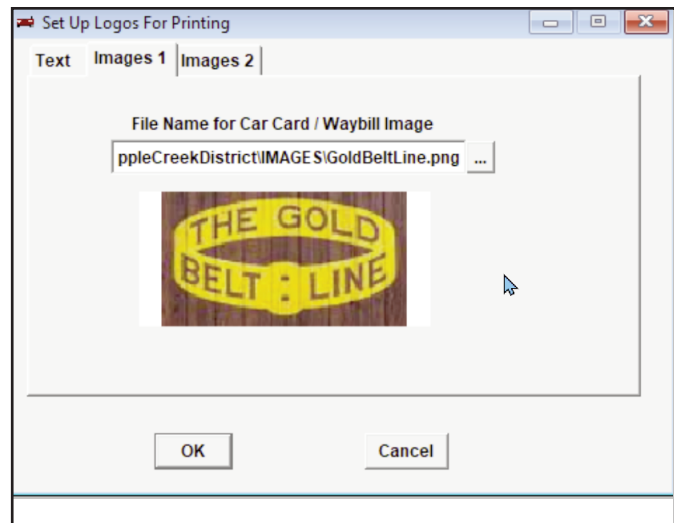 Set Up Logos For Printing
Text Images 1 Images 2
File Name for Car Card / Waybill Image
ppleCreekDistrict\IMAGES\GoldBeltLine.png ...
THE GOLD
BELT : LINE
OK Cancel